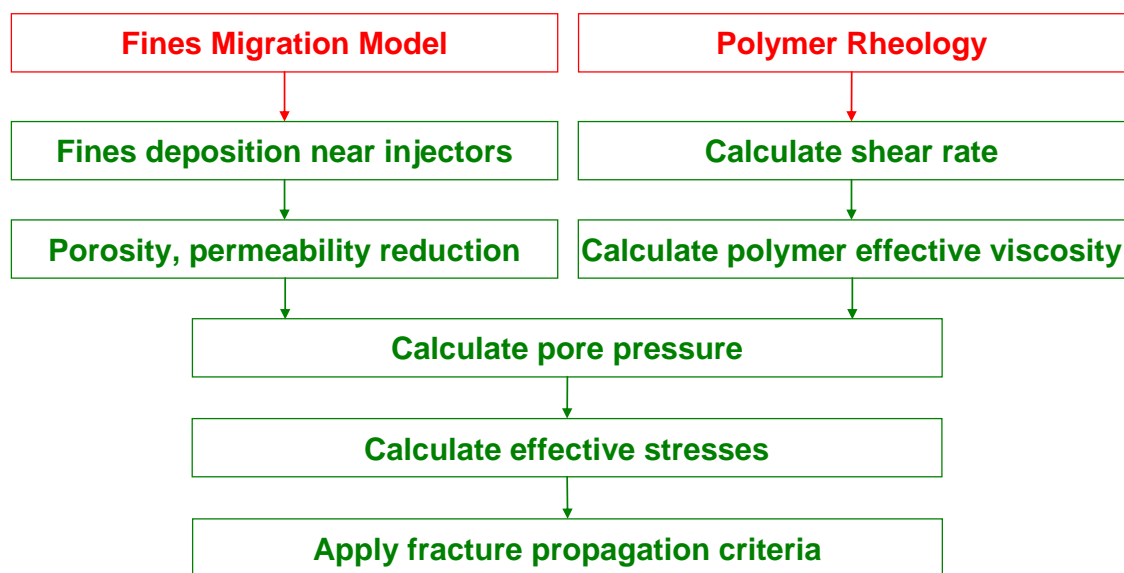 Fines Migration Model
Polymer Rheology
Fines deposition near injectors
Calculate shear rate
Porosity, permeability reduction
Calculate polymer effective viscosity
Calculate pore pressure
Calculate effective stresses
Apply fracture propagation criteria